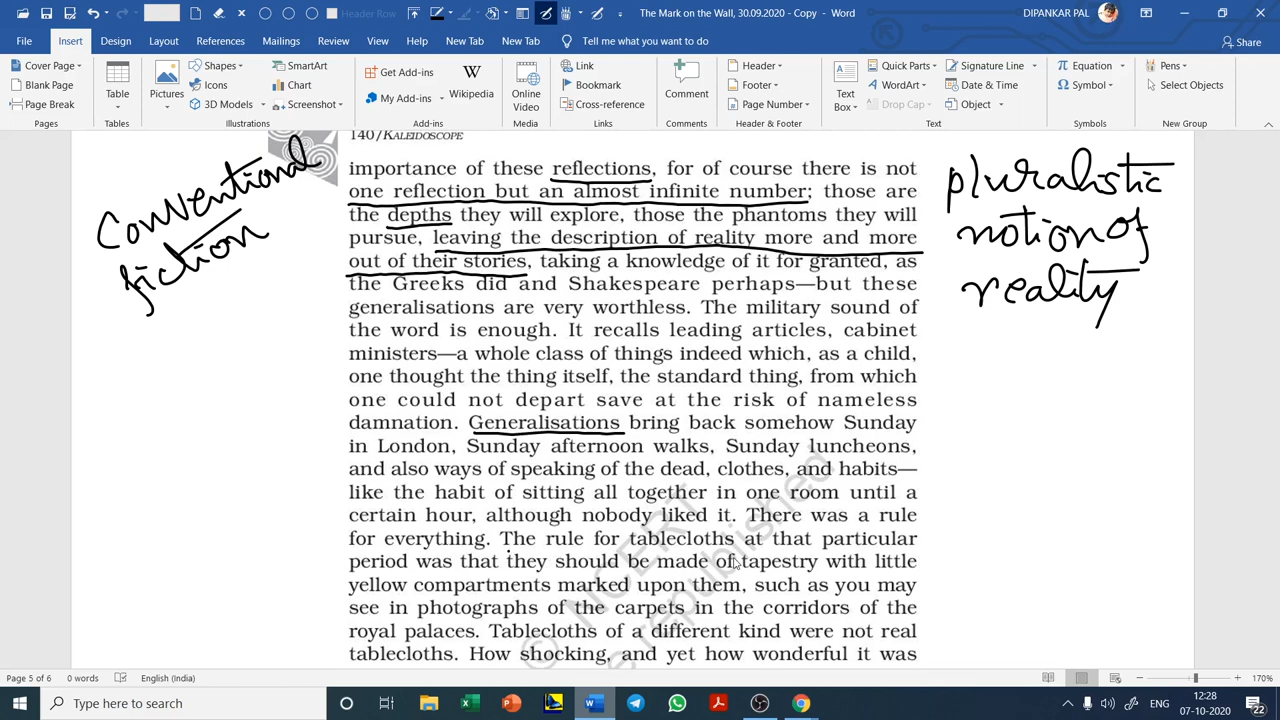 The Mark on the Wall, 30.09.2020 - Copy - Word
DIPANKAR PAL
Header Row
File Insert Design Layout References Mailings Review View Help New Tab New Tab Tell me what you want to do Share
Cover Page
Blank Page
Page Break
Pages
Table
Tables
Pictures
Shapes
Icons
3D Models
SmartArt
Chart
Screenshot
Illustrations
Get Add-ins
My Add-ins
Wikipedia
Add-ins
Online Video
Media
Link
Bookmark
Cross-reference
Links
Comment
Comments
Header
Footer
Page Number
Header & Footer
Text Box
Quick Parts
WordArt
Drop Cap
Signature Line
Date & Time
Object
Text
Equation
Symbol
Symbols
Pens
Select Objects
New Group
140/KALEIDOSCOPE
Conventional
fiction
importance of these reflections, for of course there is not
one reflection but an almost infinite number; those are
the depths they will explore, those the phantoms they will
pursue, leaving the description of reality more and more
out of their stories, taking a knowledge of it for granted, as
the Greeks did and Shakespeare perhaps—but these
generalisations are very worthless. The military sound of
the word is enough. It recalls leading articles, cabinet
ministers—a whole class of things indeed which, as a child,
one thought the thing itself, the standard thing, from which
one could not depart save at the risk of nameless
damnation. Generalisations bring back somehow Sunday
in London, Sunday afternoon walks, Sunday luncheons,
and also ways of speaking of the dead, clothes, and habits—
like the habit of sitting all together in one room until a
certain hour, although nobody liked it. There was a rule
for everything. The rule for tablecloths at that particular
period was that they should be made of tapestry with little
yellow compartments marked upon them, such as you may
see in photographs of the carpets in the corridors of the
royal palaces. Tablecloths of a different kind were not real
tablecloths. How shocking, and yet how wonderful it was
pluralistic
notion of
reality
© NCERT
republished
Page 5 of 6 0 words English (India) 170%
Type here to search
ENG
12:28
07-10-2020
22